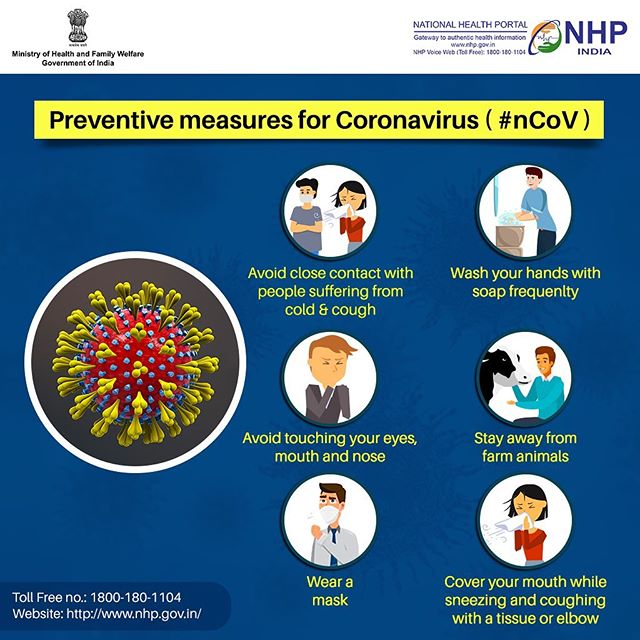 Ministry of Health and Family Welfare
Government of India
NATIONAL HEALTH PORTAL
Gateway to authentic health information
www.nhp.gov.in
NHP Voice Web (Toll Free): 1800-180-1104
NHP
INDIA
Preventive measures for Coronavirus ( #nCoV )
Avoid close contact with
people suffering from
cold & cough
Wash your hands with
soap frequenlty
Avoid touching your eyes,
mouth and nose
Stay away from
farm animals
Wear a
mask
Cover your mouth while
sneezing and coughing
with a tissue or elbow
Toll Free no.: 1800-180-1104
Website: http://www.nhp.gov.in/